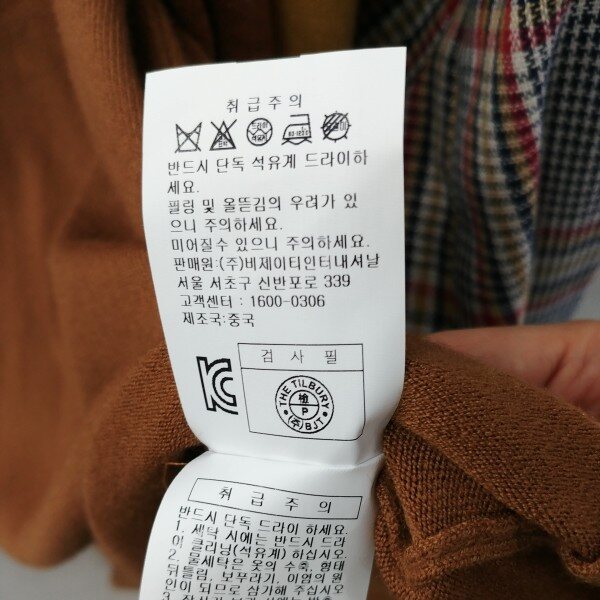 취급주의
반드시 단독 석유계 드라이하
세요.
필링 및 올뜯김의 우려가 있
으니 주의하세요.
미어질수 있으니 주의하세요.
판매원:(주)비제이티인터내셔날
서울 서초구 신반포로 339
고객센터 : 1600-0306
제조국:중국
검 사 필
THE TILBURY
檢
P
(주)BJT
취급주의
반드시 단독 드라이 하세요.
1. 세탁 시에는 반드시 드라
이 클리닝(석유계) 하십시오.
2. 물세탁은 옷의 수축, 형태
뒤틀림, 보푸라기, 이염의 원
인이 되므로 삼가해 주십시오